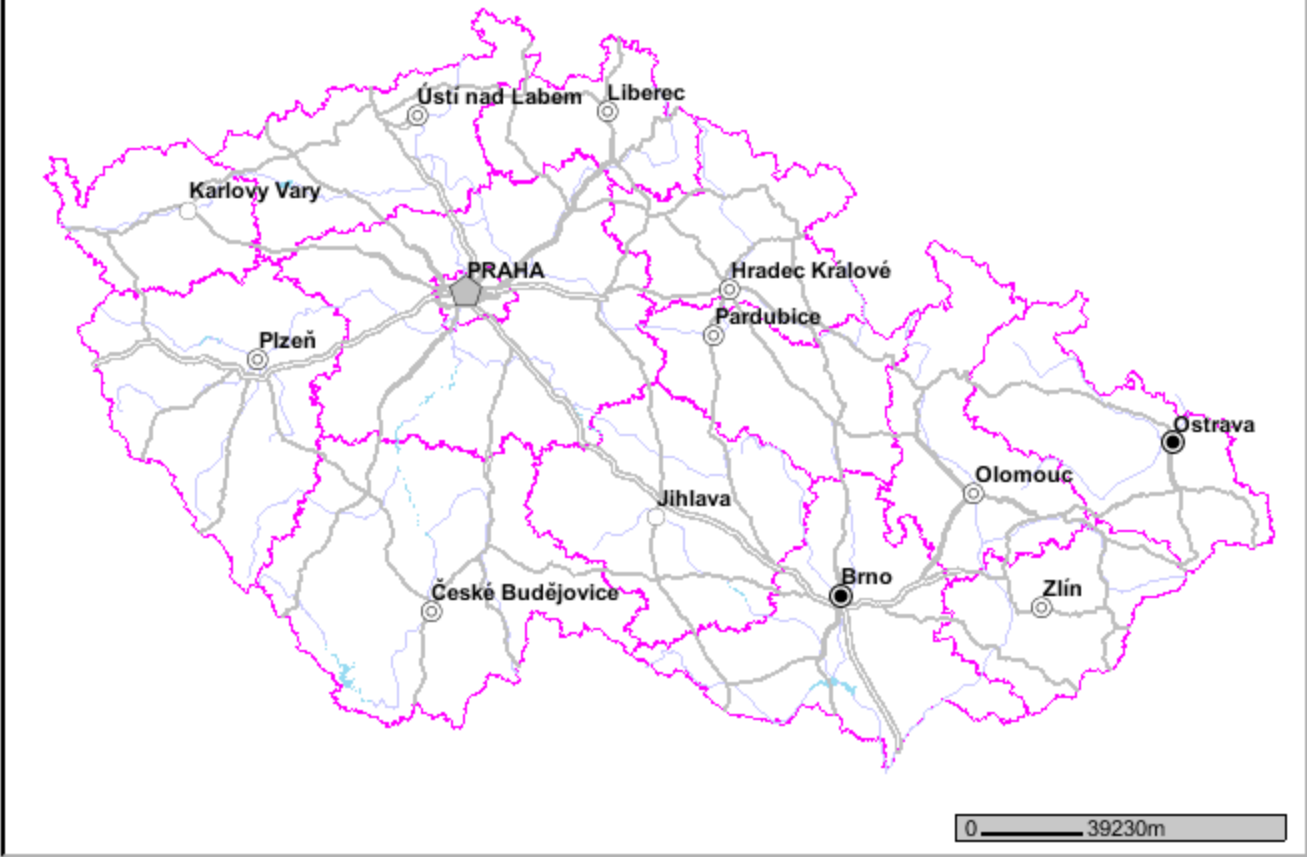 Ústí nad Labem
Liberec
Karlovy Vary
PRAHA
Hradec Králové
Pardubice
Plzeň
Ostrava
Olomouc
Jihlava
Brno
Zlín
České Budějovice
0 39230m